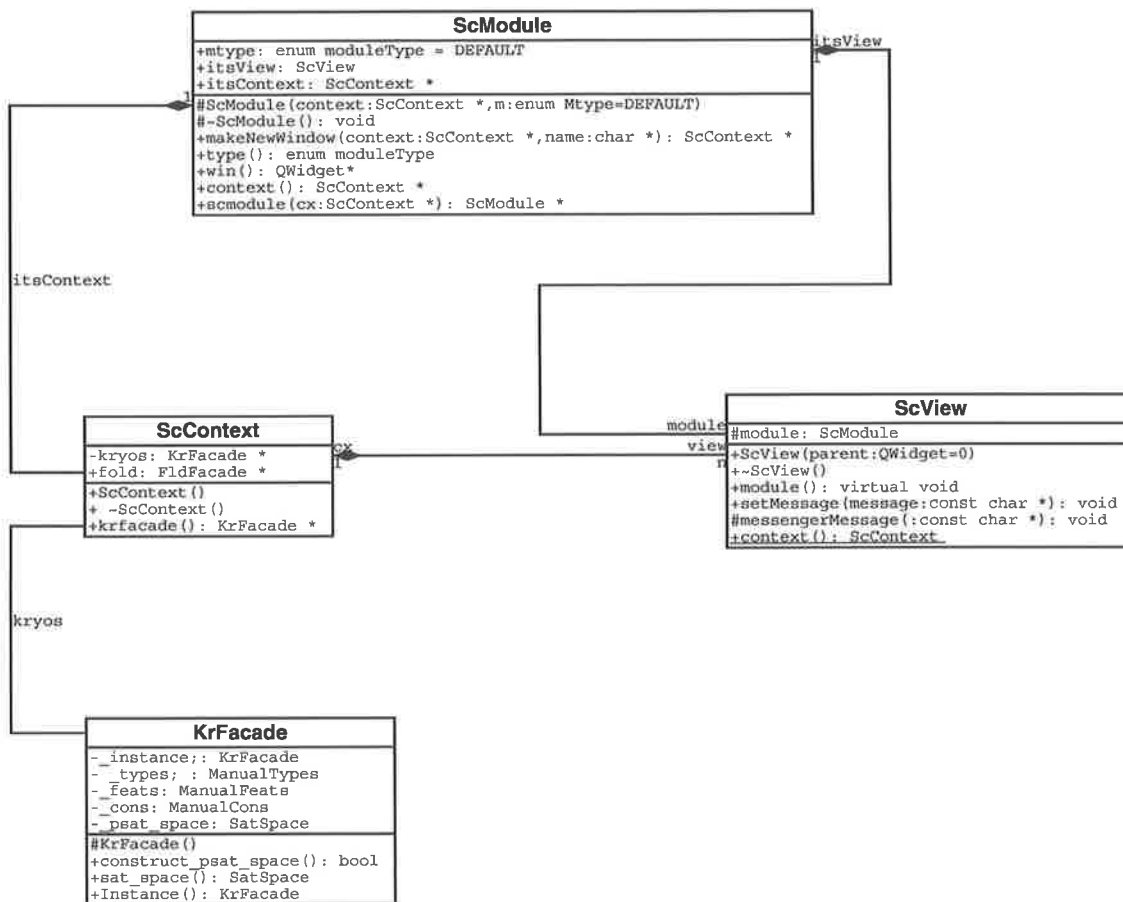 ScModule
+mtype: enum moduleType = DEFAULT
+itsView: ScView
+itsContext: ScContext *
#ScModule(context:ScContext *,m:enum Mtype=DEFAULT)
#~ScModule(): void
+makeNewWindow(context:ScContext *,name:char *): ScContext *
+type(): enum moduleType
+win(): QWidget*
+context(): ScContext *
+scmodule(cx:ScContext *): ScModule *
itsView
1
1
itsContext
ScContext
-kryos: KrFacade *
+fold: FldFacade *
+ScContext()
+ ~ScContext()
+krfacade(): KrFacade *
cx
1
module
view
n
ScView
#module: ScModule
+ScView(parent:QWidget=0)
+~ScView()
+module(): virtual void
+setMessage(message:const char *): void
#messengerMessage(:const char *): void
+context(): ScContext
kryos
KrFacade
-_instance;: KrFacade
- _types; : ManualTypes
-_feats: ManualFeats
-_cons: ManualCons
-_psat_space: SatSpace
#KrFacade()
+construct_psat_space(): bool
+sat_space(): SatSpace
+Instance(): KrFacade